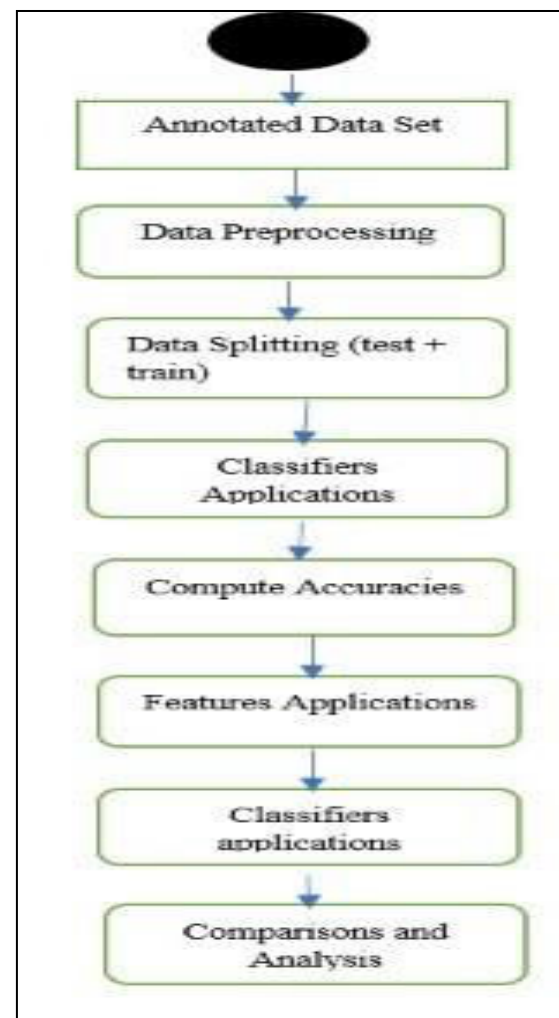 Annotated Data Set
Data Preprocessing
Data Splitting (test +
train)
Classifiers
Applications
Compute Accuracies
Features Applications
Classifiers
applications
Comparisons and
Analysis